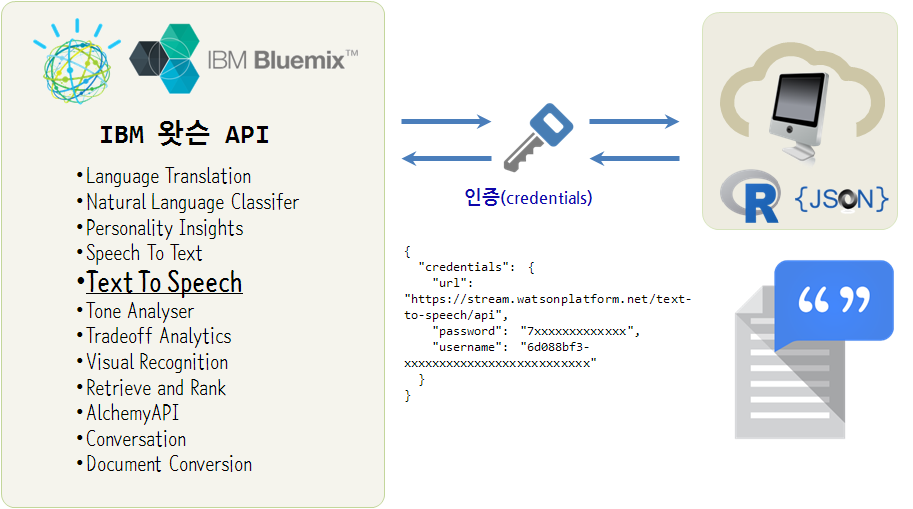 IBM Bluemix™
IBM 왓슨 API
•Language Translation
•Natural Language Classifer
•Personality Insights
•Speech To Text
•Text To Speech
•Tone Analyser
•Tradeoff Analytics
•Visual Recognition
•Retrieve and Rank
•AlchemyAPI
•Conversation
•Document Conversion
인증(credentials)
{
"credentials": {
"url":
"https://stream.watsonplatform.net/text-
to-speech/api",
"password": "7xxxxxxxxxxxxx",
"username": "6d088bf3-
xxxxxxxxxxxxxxxxxxxxxxxxxxx"
}
}
R {JSON}
“ ”